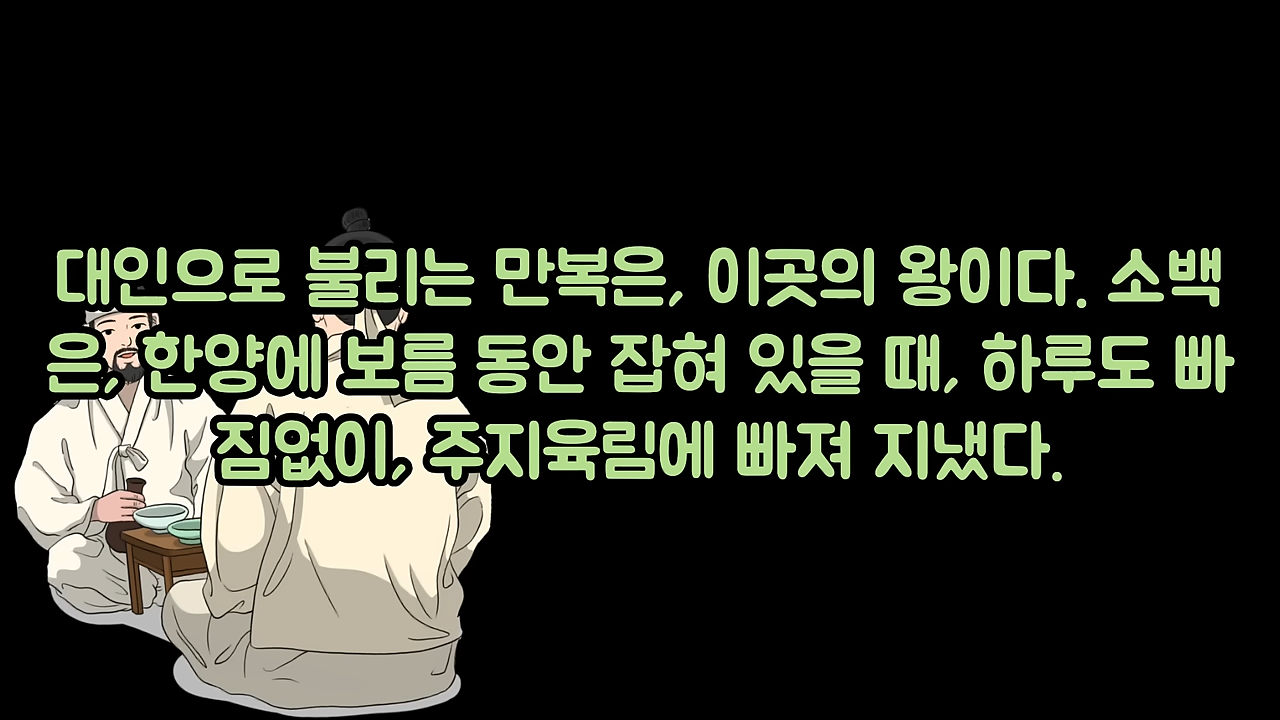 대인으로 불리는 만복은, 이곳의 왕이다. 소백
은, 한양에 보름 동안 잡혀 있을 때, 하루도 빠
짐없이, 주지육림에 빠져 지냈다.